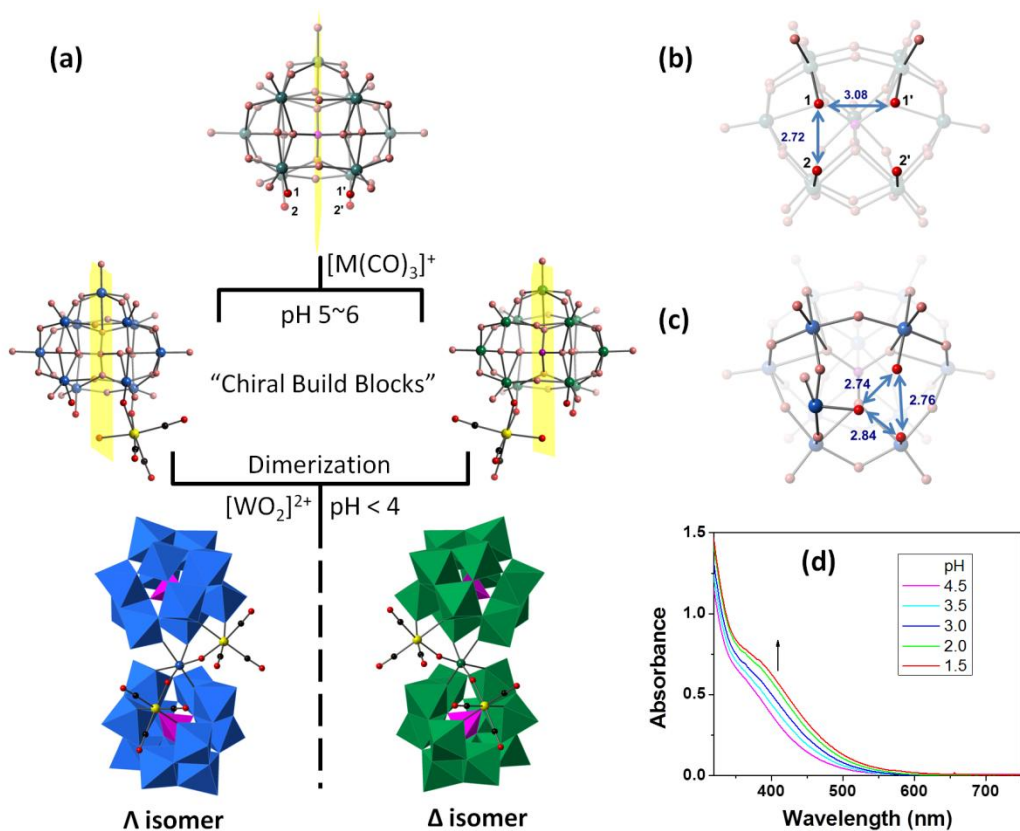 (a)
1
1'
2
2'
[M(CO)₃]⁺
pH 5~6
“Chiral Build Blocks”
Dimerization
[WO₂]²⁺
pH < 4
Λ isomer
Δ isomer
(b)
3.08
1
1'
2.72
2
2'
(c)
2.74
2.76
2.84
(d)
1.5
1.0
0.5
0.0
Absorbance
pH
4.5
3.5
3.0
2.0
1.5
400
500
600
700
Wavelength (nm)